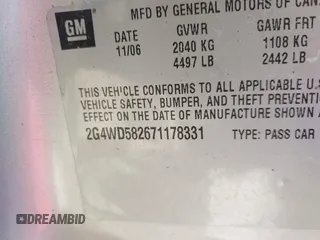 GM
MFD BY GENERAL MOTORS OF CAN
DATE GVWR GAWR FRT
11/06 2040 KG 1108 KG
4497 LB 2442 LB
THIS VEHICLE CONFORMS TO ALL APPLICABLE U.S
VEHICLE SAFETY, BUMPER, AND THEFT PREVENTION
EFFECT ON THE DATE OF MANUFACTURE SHOWN A
2G4WD582671178331 TYPE: PASS CAR
DREAMBID